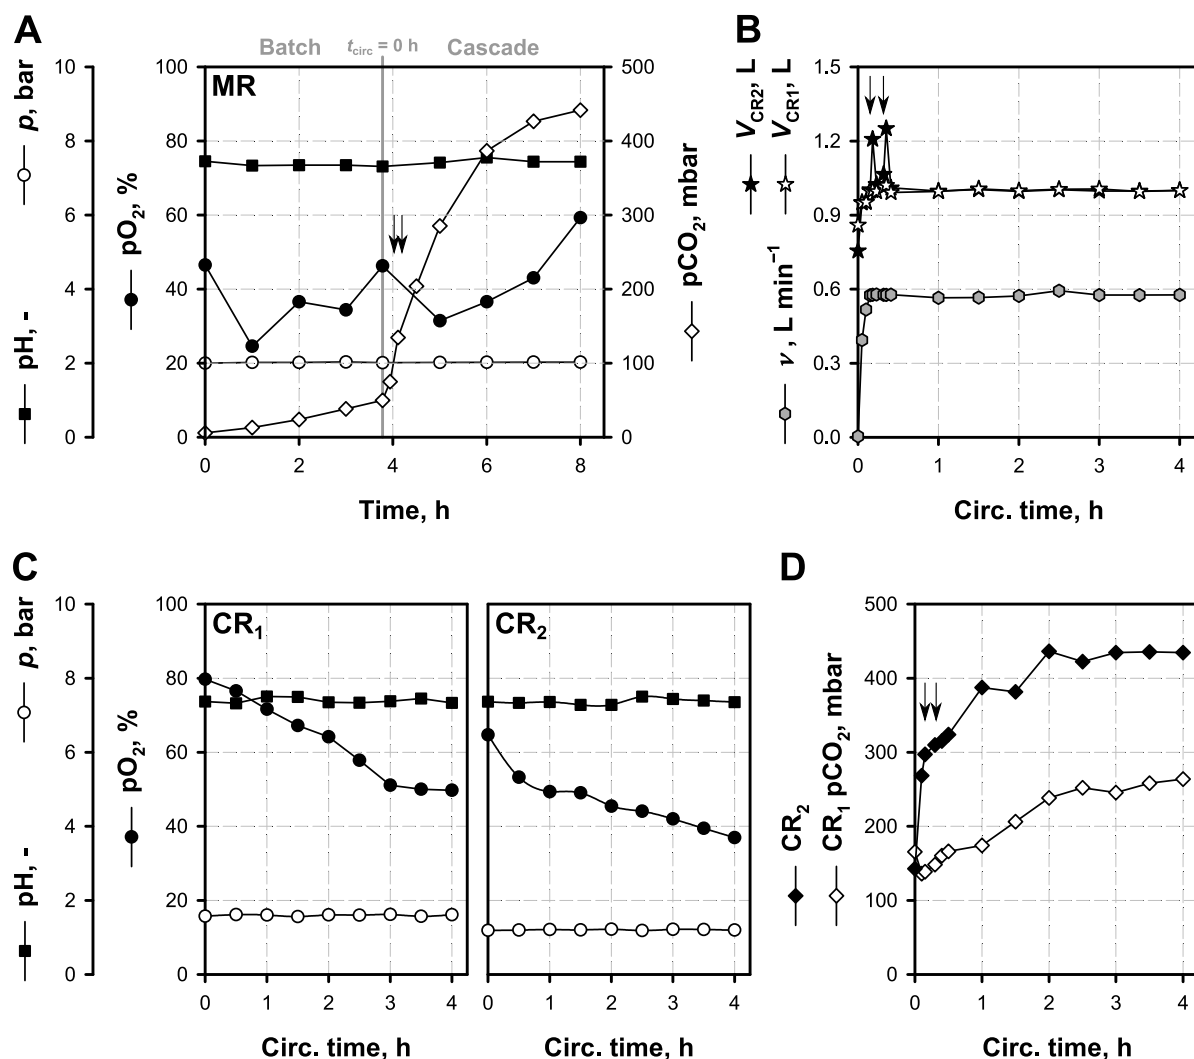 A
Batch
t_circ = 0 h
Cascade
MR
p, bar
pH, -
10
8
6
4
2
0
pO₂, %
100
80
60
40
20
0
500
400
300
200
100
0
pCO₂, mbar
0 2 4 6 8
Time, h
B
V_CR2, L
V_CR1, L
ν, L min⁻¹
1.5
1.2
0.9
0.6
0.3
0.0
0 1 2 3 4
Circ. time, h
C
p, bar
pH, -
10
8
6
4
2
0
pO₂, %
100
80
60
40
20
0
CR₁
0 1 2 3 4
Circ. time, h
CR₂
0 1 2 3 4
Circ. time, h
D
CR₂
CR₁ pCO₂, mbar
500
400
300
200
100
0
0 1 2 3 4
Circ. time, h